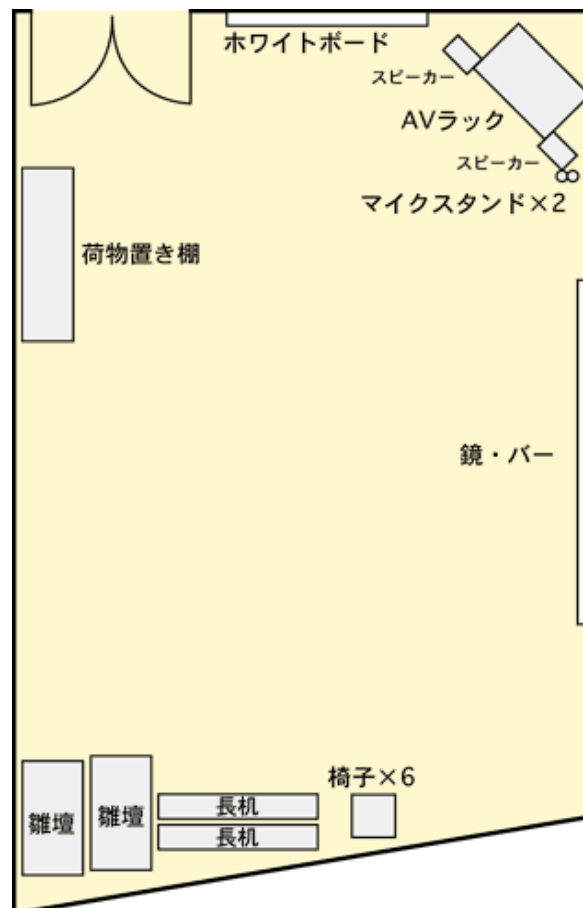 ホワイトボード
スピーカー
AVラック
スピーカー
マイクスタンド×2
荷物置き棚
鏡・バー
椅子×6
雛壇
雛壇
長机
長机